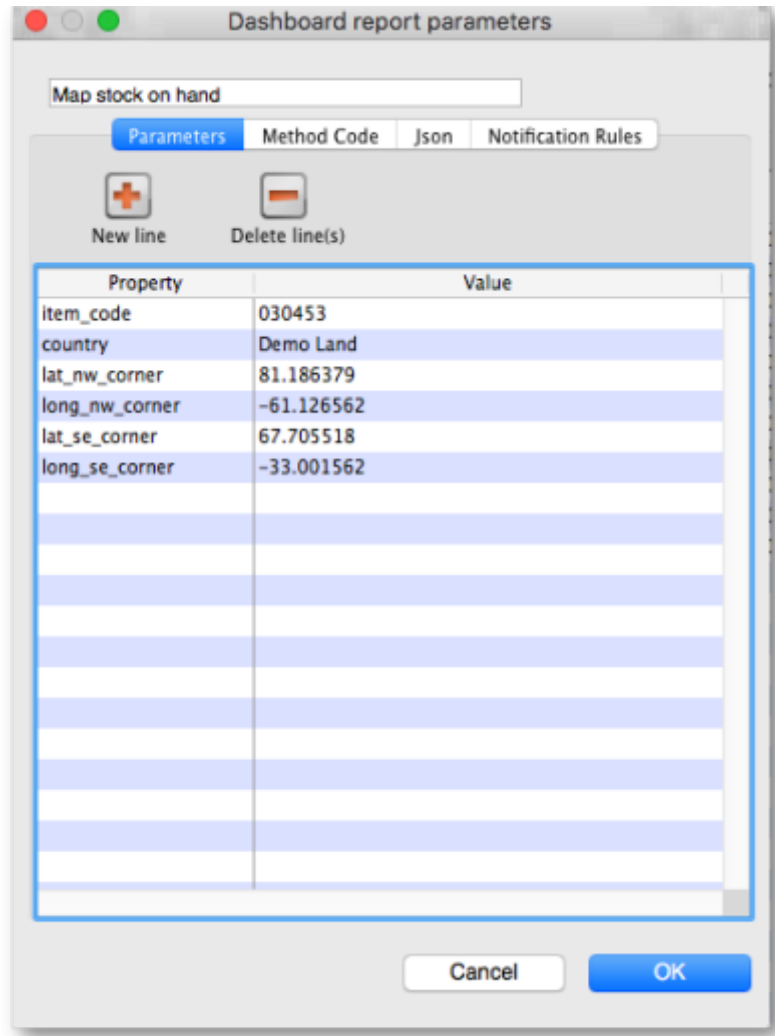 Dashboard report parameters
Map stock on hand
Parameters Method Code Json Notification Rules
New line Delete line(s)
Property Value
item_code 030453
country Demo Land
lat_nw_corner 81.186379
long_nw_corner -61.126562
lat_se_corner 67.705518
long_se_corner -33.001562
Cancel OK